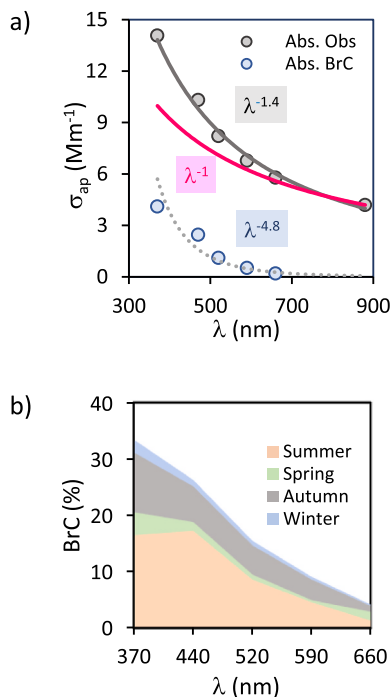 a)
15
12
9
6
3
0
σap (Mm-1)
Abs. Obs
Abs. BrC
λ-1.4
λ-1
λ-4.8
300 500 700 900
λ (nm)
b)
40
30
20
10
0
BrC (%)
Summer
Spring
Autumn
Winter
370 440 520 590 660
λ (nm)